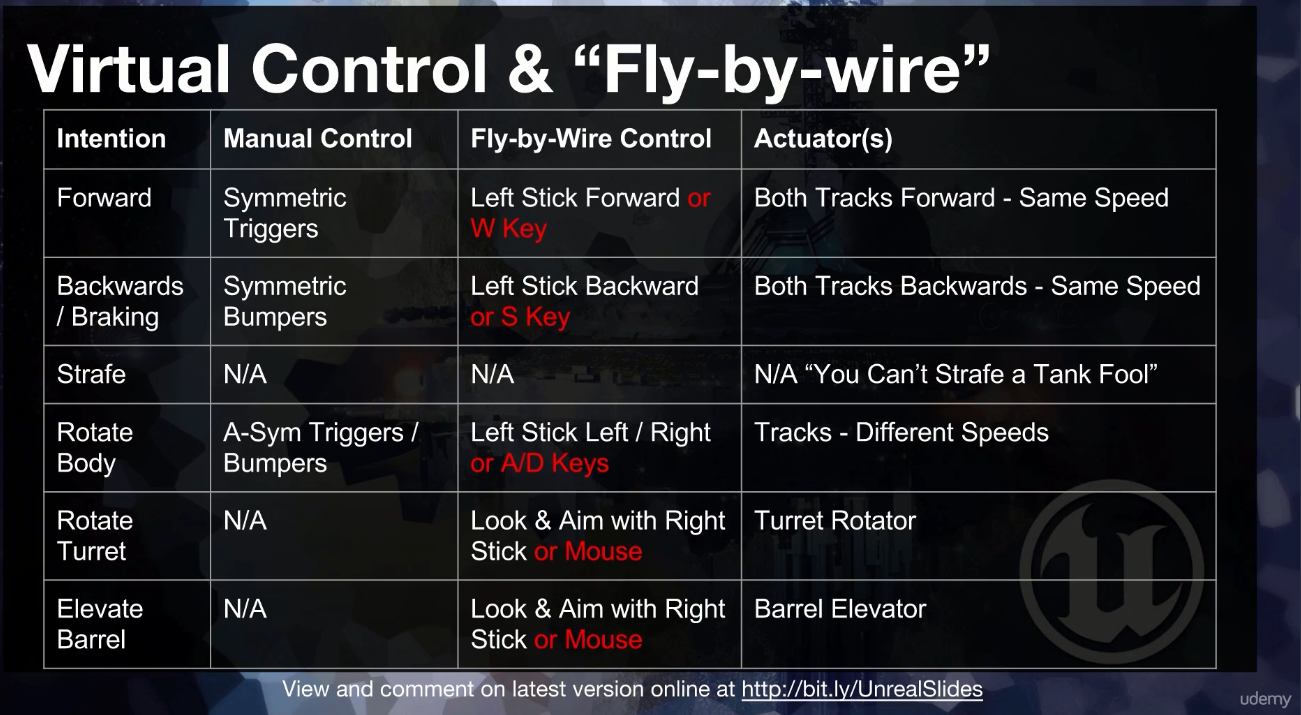 Virtual Control & “Fly-by-wire”
Intention
Manual Control
Fly-by-Wire Control
Actuator(s)
Forward
Symmetric
Triggers
Left Stick Forward or
W Key
Both Tracks Forward - Same Speed
Backwards
/ Braking
Symmetric
Bumpers
Left Stick Backward
or S Key
Both Tracks Backwards - Same Speed
Strafe
N/A
N/A
N/A “You Can’t Strafe a Tank Fool”
Rotate
Body
A-Sym Triggers /
Bumpers
Left Stick Left / Right
or A/D Keys
Tracks - Different Speeds
Rotate
Turret
N/A
Look & Aim with Right
Stick or Mouse
Turret Rotator
Elevate
Barrel
N/A
Look & Aim with Right
Stick or Mouse
Barrel Elevator
View and comment on latest version online at http://bit.ly/UnrealSlides
udemy